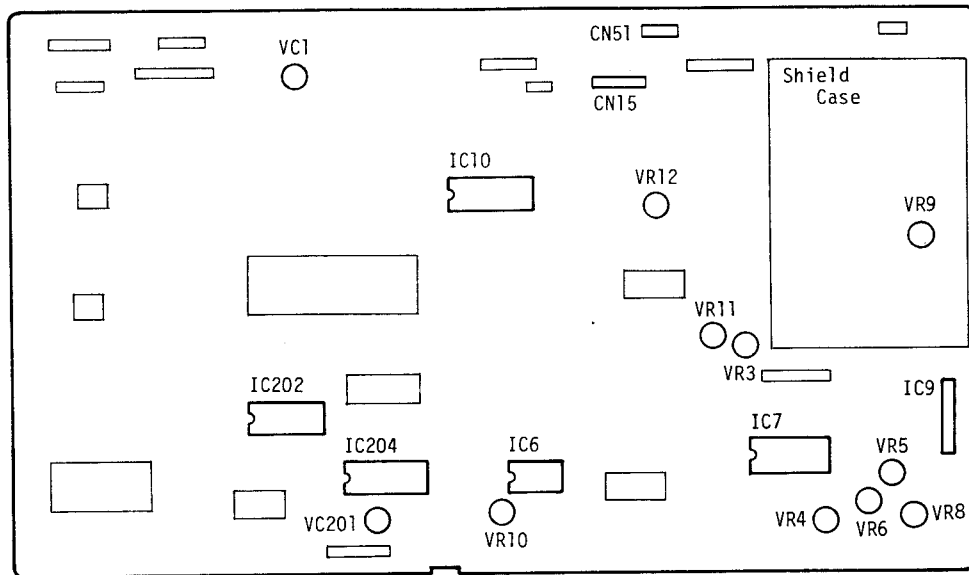 CN51
VC1
Shield
Case
CN15
IC10
VR12
VR9
VR11
VR3
IC202
IC9
IC7
IC204
IC6
VR5
VC201
VR10
VR4
VR6
VR8